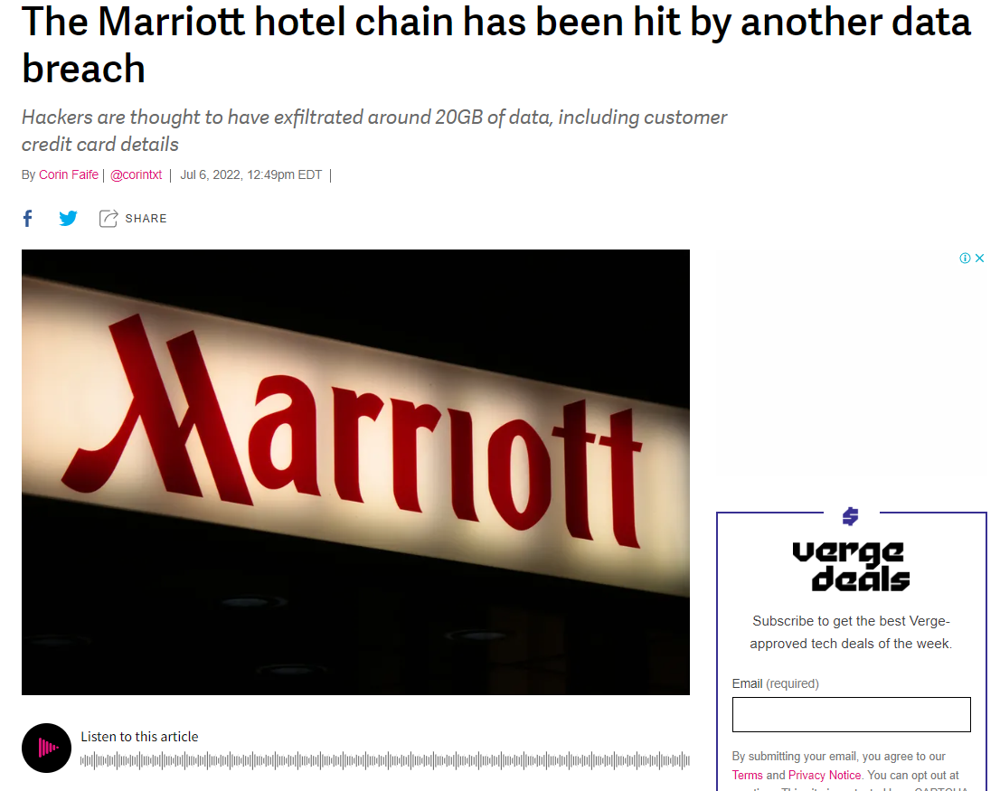 The Marriott hotel chain has been hit by another data
breach
Hackers are thought to have exfiltrated around 20GB of data, including customer
credit card details
By Corin Faife | @corintxt | Jul 6, 2022, 12:49pm EDT |
SHARE
Marriott
Listen to this article
verge
deals
Subscribe to get the best Verge-
approved tech deals of the week.
Email (required)
By submitting your email, you agree to our
Terms and Privacy Notice. You can opt out at